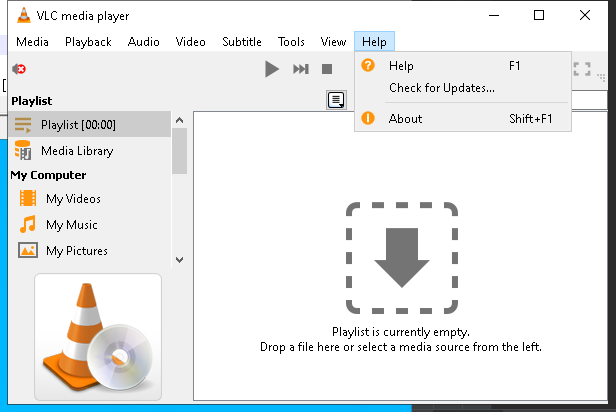 VLC media player
Media Playback Audio Video Subtitle Tools View Help
Help F1
Check for Updates...
About Shift+F1
Playlist
Playlist [00:00]
Media Library
My Computer
My Videos
My Music
My Pictures
Playlist is currently empty.
Drop a file here or select a media source from the left.